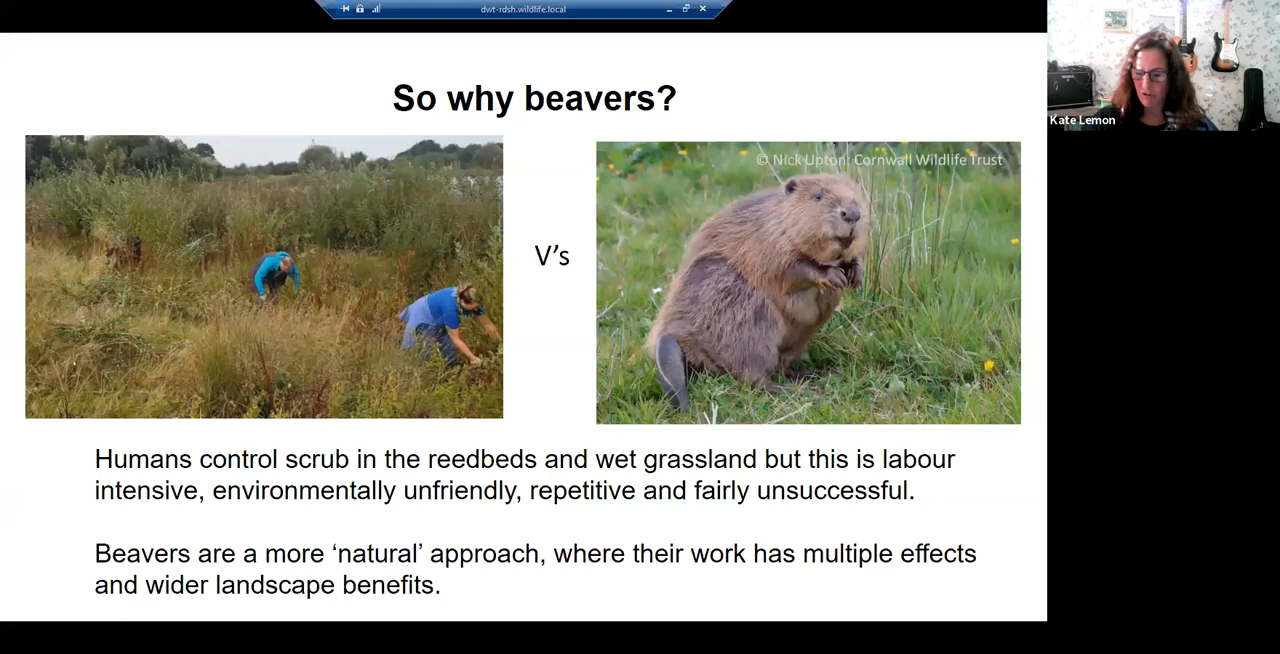 dwt-rdsh.wildlife.local
So why beavers?
© Nick Upton: Cornwall Wildlife Trust
Kate Lemon
V's
Humans control scrub in the reedbeds and wet grassland but this is labour
intensive, environmentally unfriendly, repetitive and fairly unsuccessful.
Beavers are a more ‘natural’ approach, where their work has multiple effects
and wider landscape benefits.